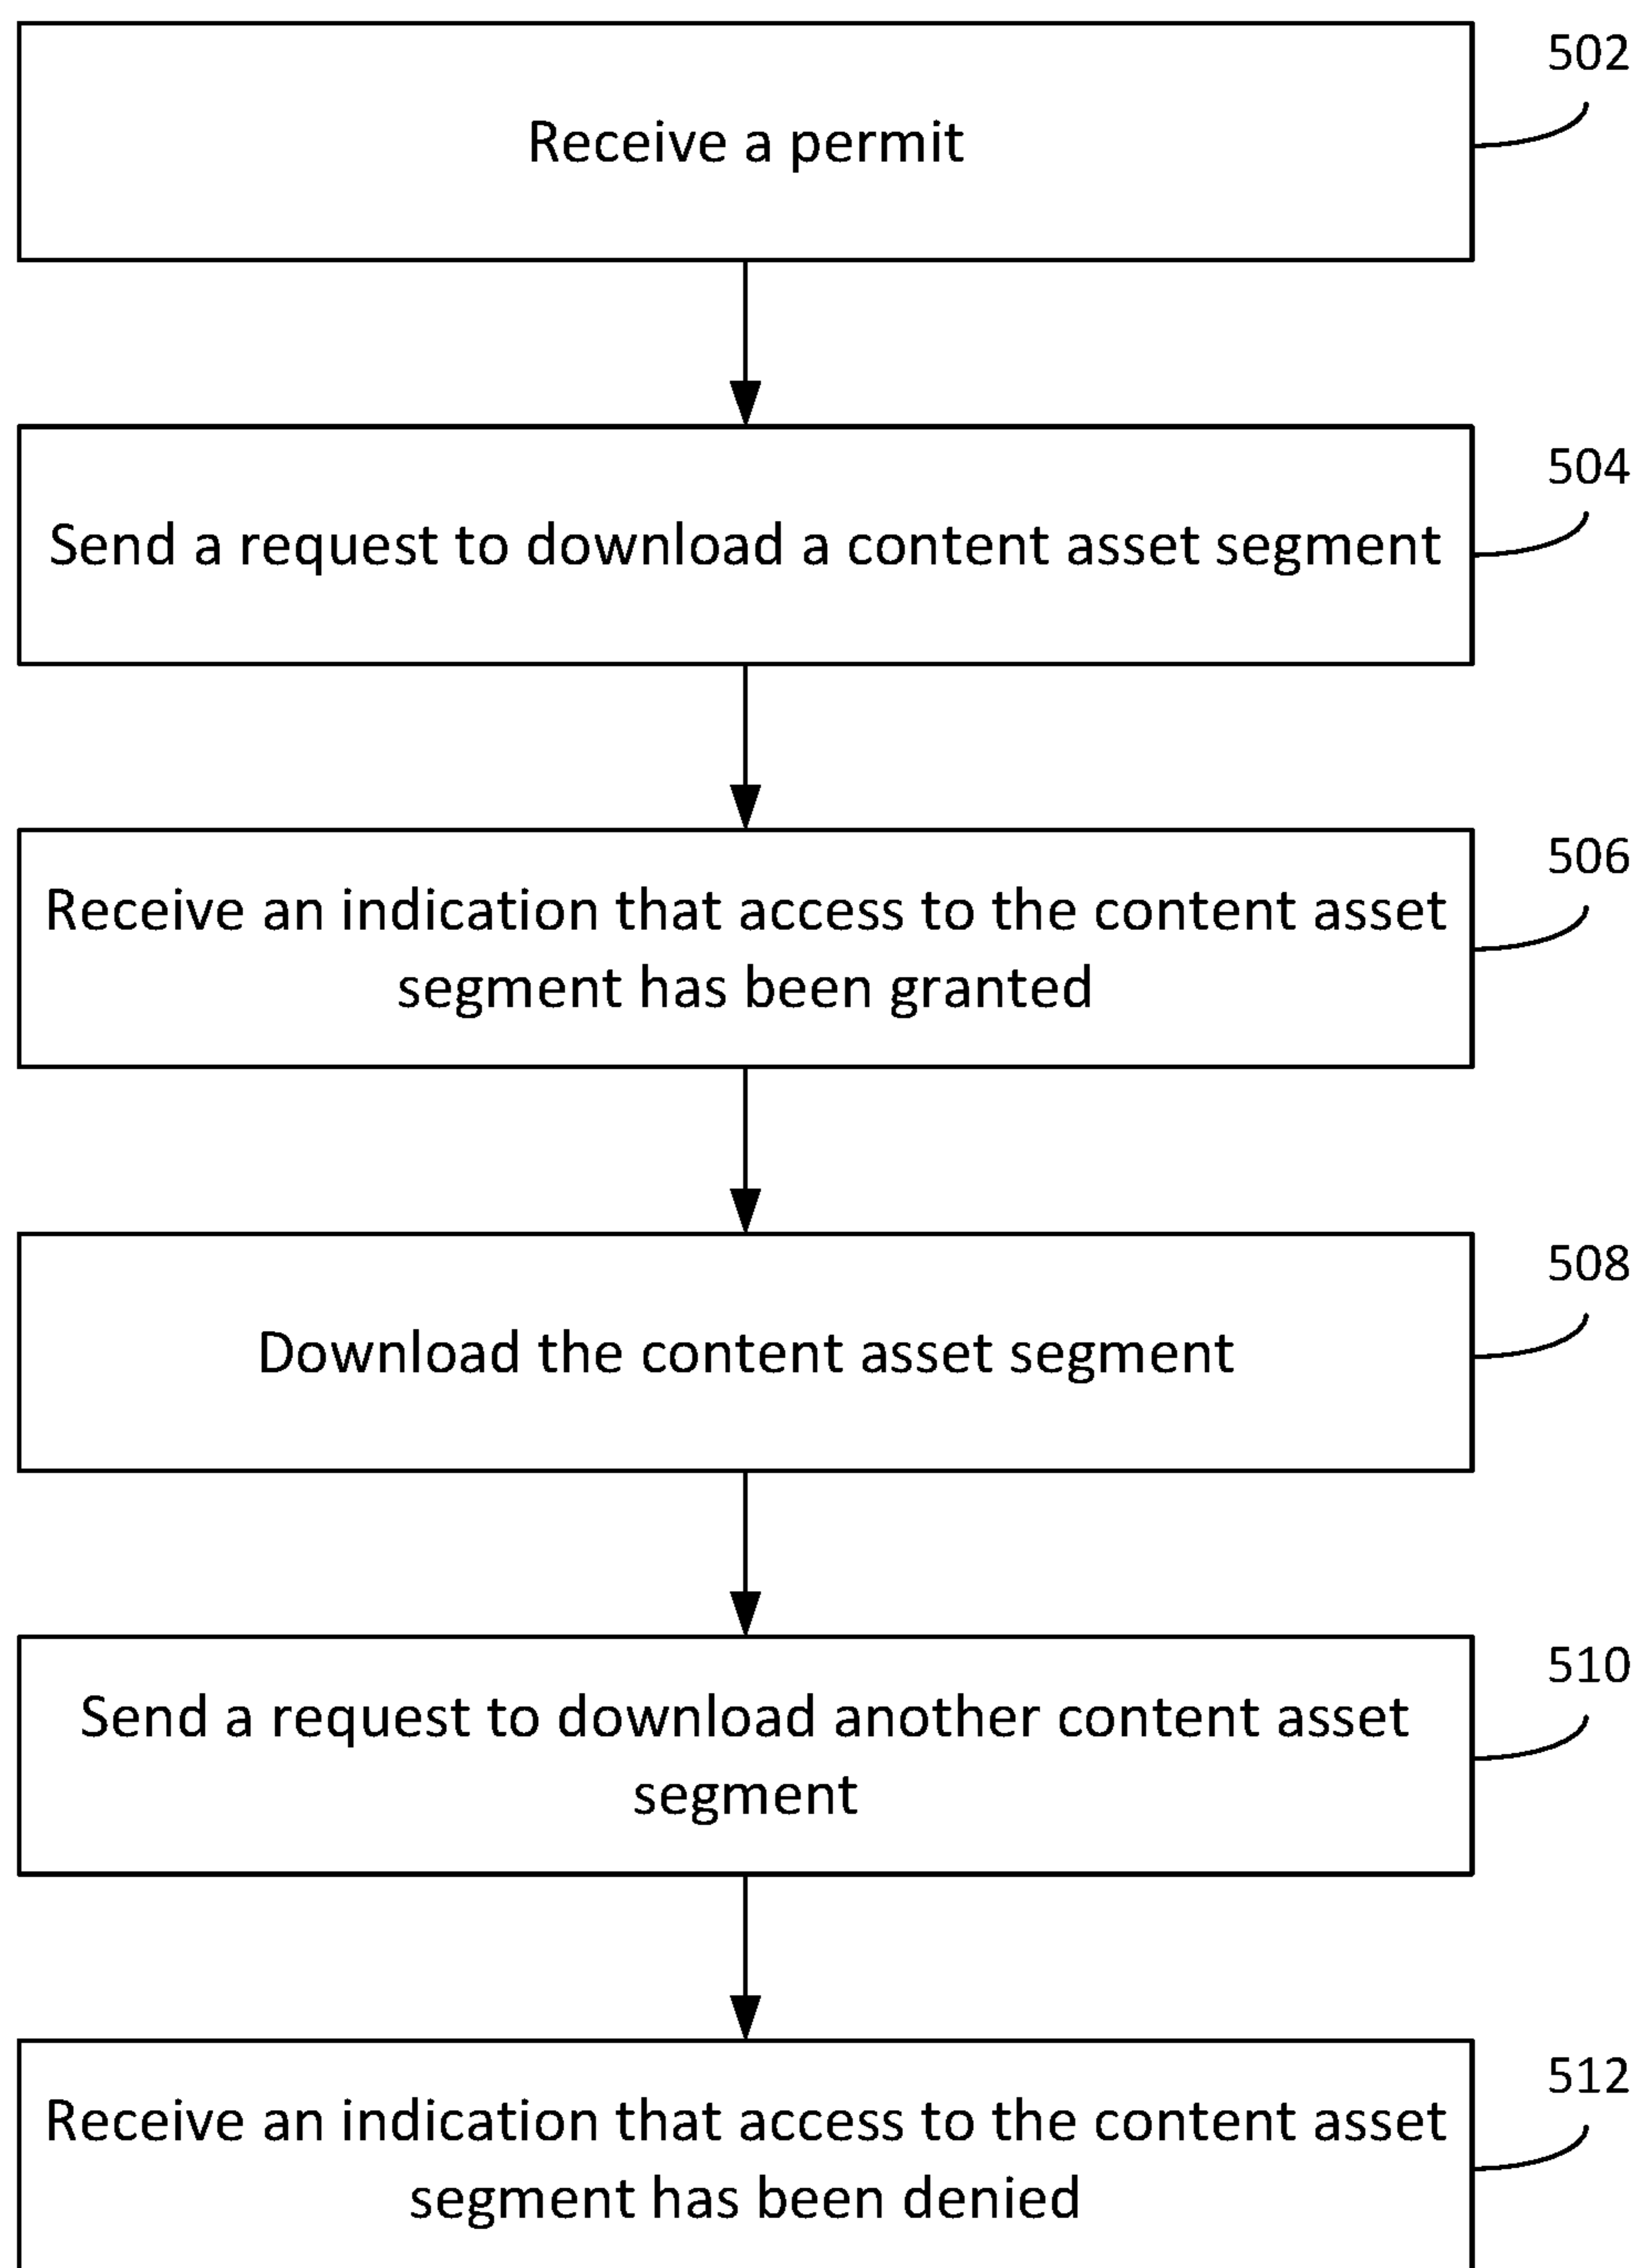 502
Receive a permit
504
Send a request to download a content asset segment
506
Receive an indication that access to the content asset
segment has been granted
508
Download the content asset segment
510
Send a request to download another content asset
segment
512
Receive an indication that access to the content asset
segment has been denied